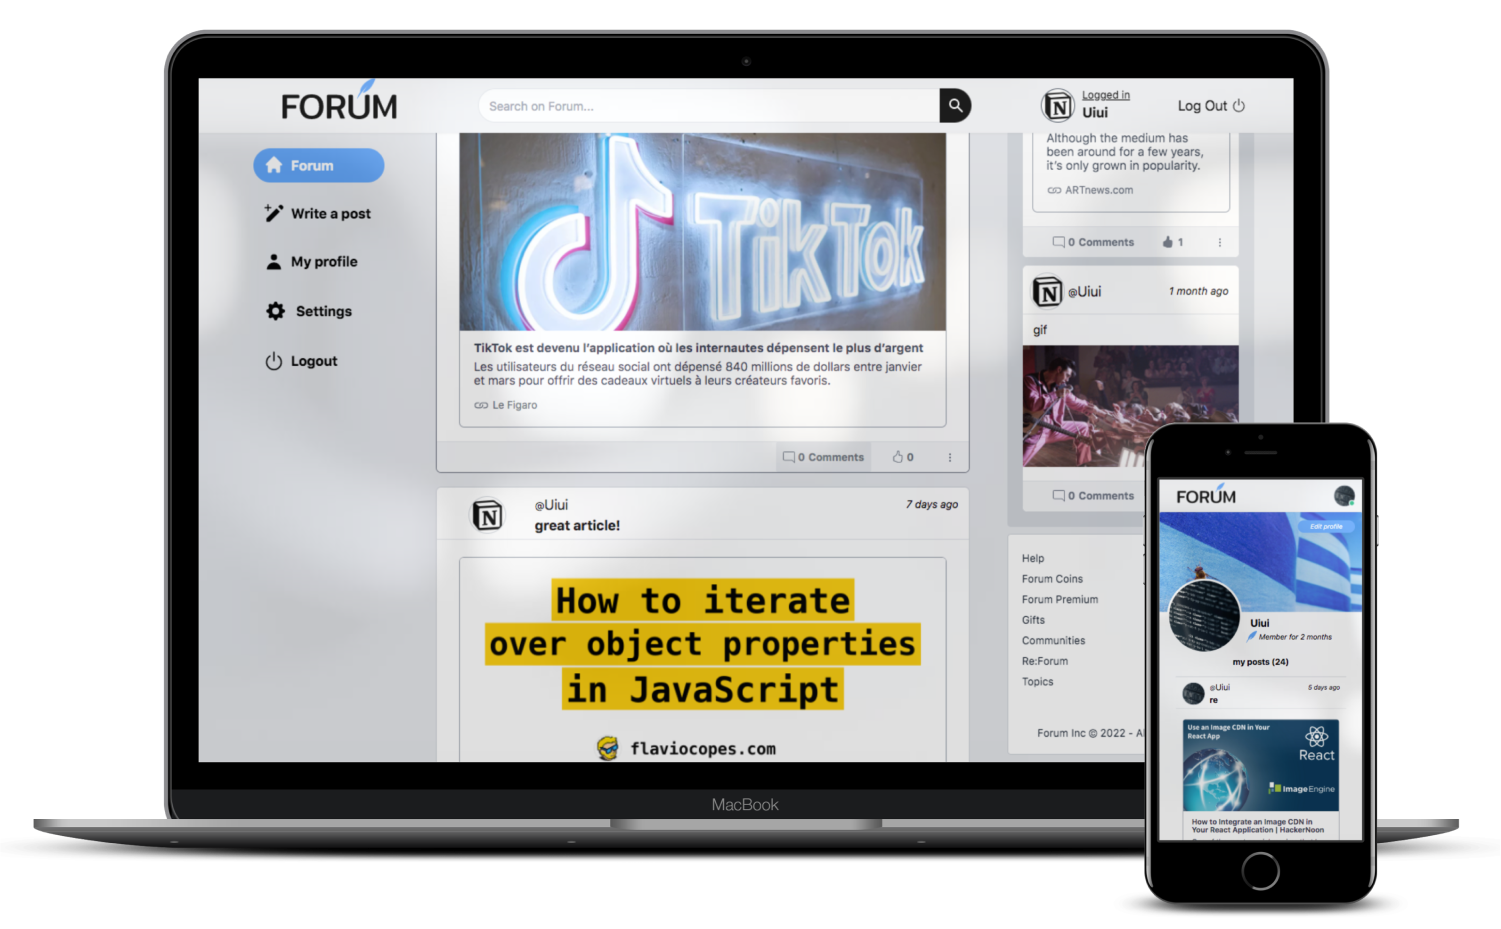 FORUM
Search on Forum...
Logged in
Uiui
Log Out
Forum
Write a post
My profile
Settings
Logout
TikTok
TikTok est devenu l'application où les internautes dépensent le plus d'argent
Les utilisateurs du réseau social ont dépensé 840 millions de dollars entre janvier
et mars pour offrir des cadeaux virtuels à leurs créateurs favoris.
Le Figaro
0 Comments
0
@Uiui
7 days ago
great article!
How to iterate
over object properties
in JavaScript
flaviocopes.com
Although the medium has
been around for a few years,
it's only grown in popularity.
ARTnews.com
0 Comments
1
N
@Uiui
1 month ago
gif
0 Comments
Help
Forum Coins
Forum Premium
Gifts
Communities
Re:Forum
Topics
Forum Inc © 2022 - A
MacBook
FORUM
Edit profile
Uiui
Member for 2 months
my posts (24)
@Uiui
5 days ago
re
Use an Image CDN in Your
React App
React
ImageEngine
How to Integrate an Image CDN in
Your React Application | HackerNoon